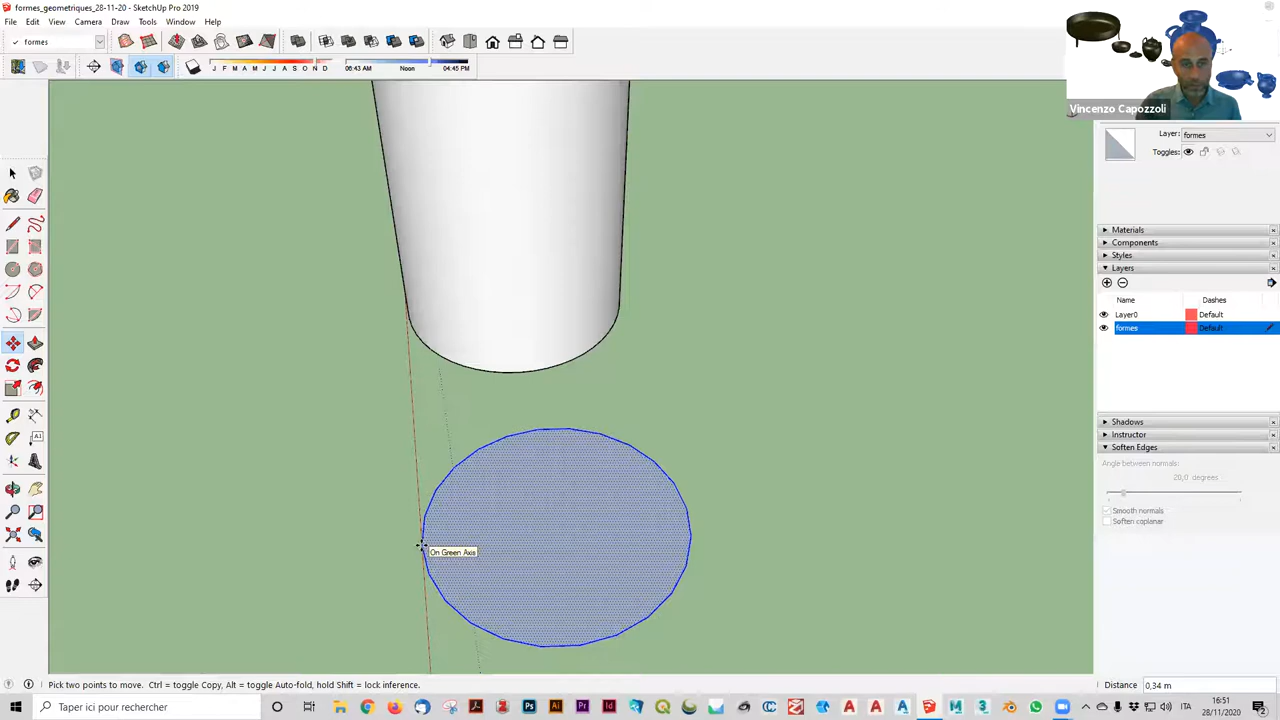 formes_geometriques_28-11-20 - SketchUp Pro 2019
File Edit View Camera Draw Tools Window Help
formes
J F M A M J J A S O N D 06:43 AM Noon 04:45 PM
Vincenzo Capozzoli
Layer: formes
Toggles:
Materials
Components
Styles
Layers
Name Dashes
Layer0 Default
formes Default
Shadows
Instructor
Soften Edges
Angle between normals:
20,0 degrees
Smooth normals
Soften coplanar
On Green Axis
Pick two points to move. Ctrl = toggle Copy, Alt = toggle Auto-fold, hold Shift = lock inference.
Distance 0,34 m
Taper ici pour rechercher
ITA
16:51
28/11/2020